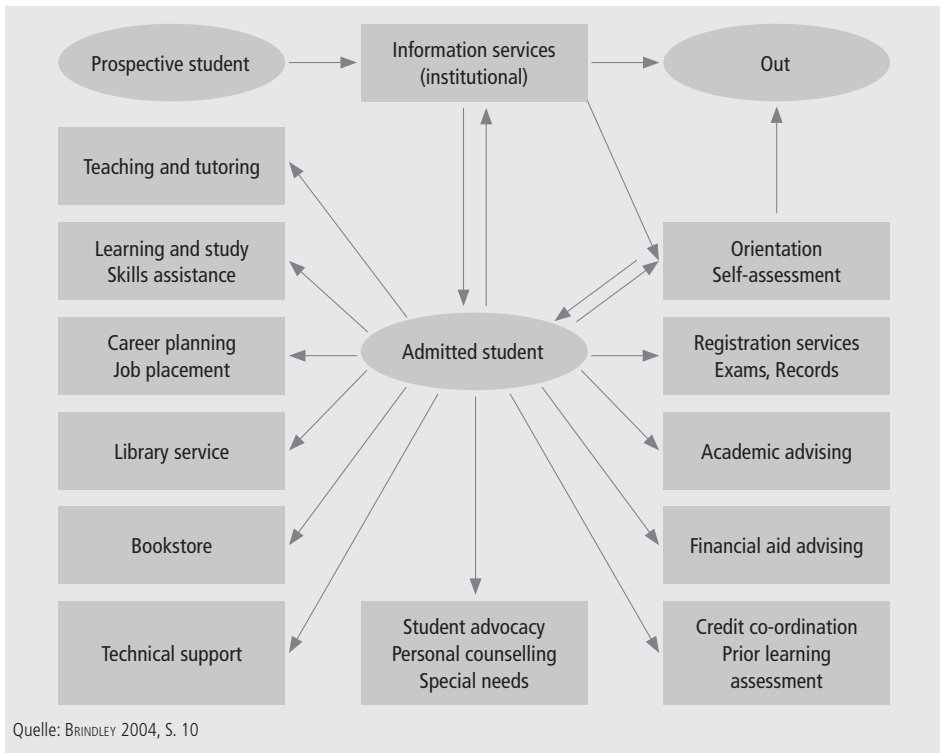 Prospective student
Information services
(institutional)
Out
Teaching and tutoring
Learning and study
Skills assistance
Orientation
Self-assessment
Career planning
Job placement
Admitted student
Registration services
Exams, Records
Library service
Academic advising
Bookstore
Financial aid advising
Technical support
Student advocacy
Personal counselling
Special needs
Credit co-ordination
Prior learning
assessment
Quelle: BRINDLEY 2004, S. 10